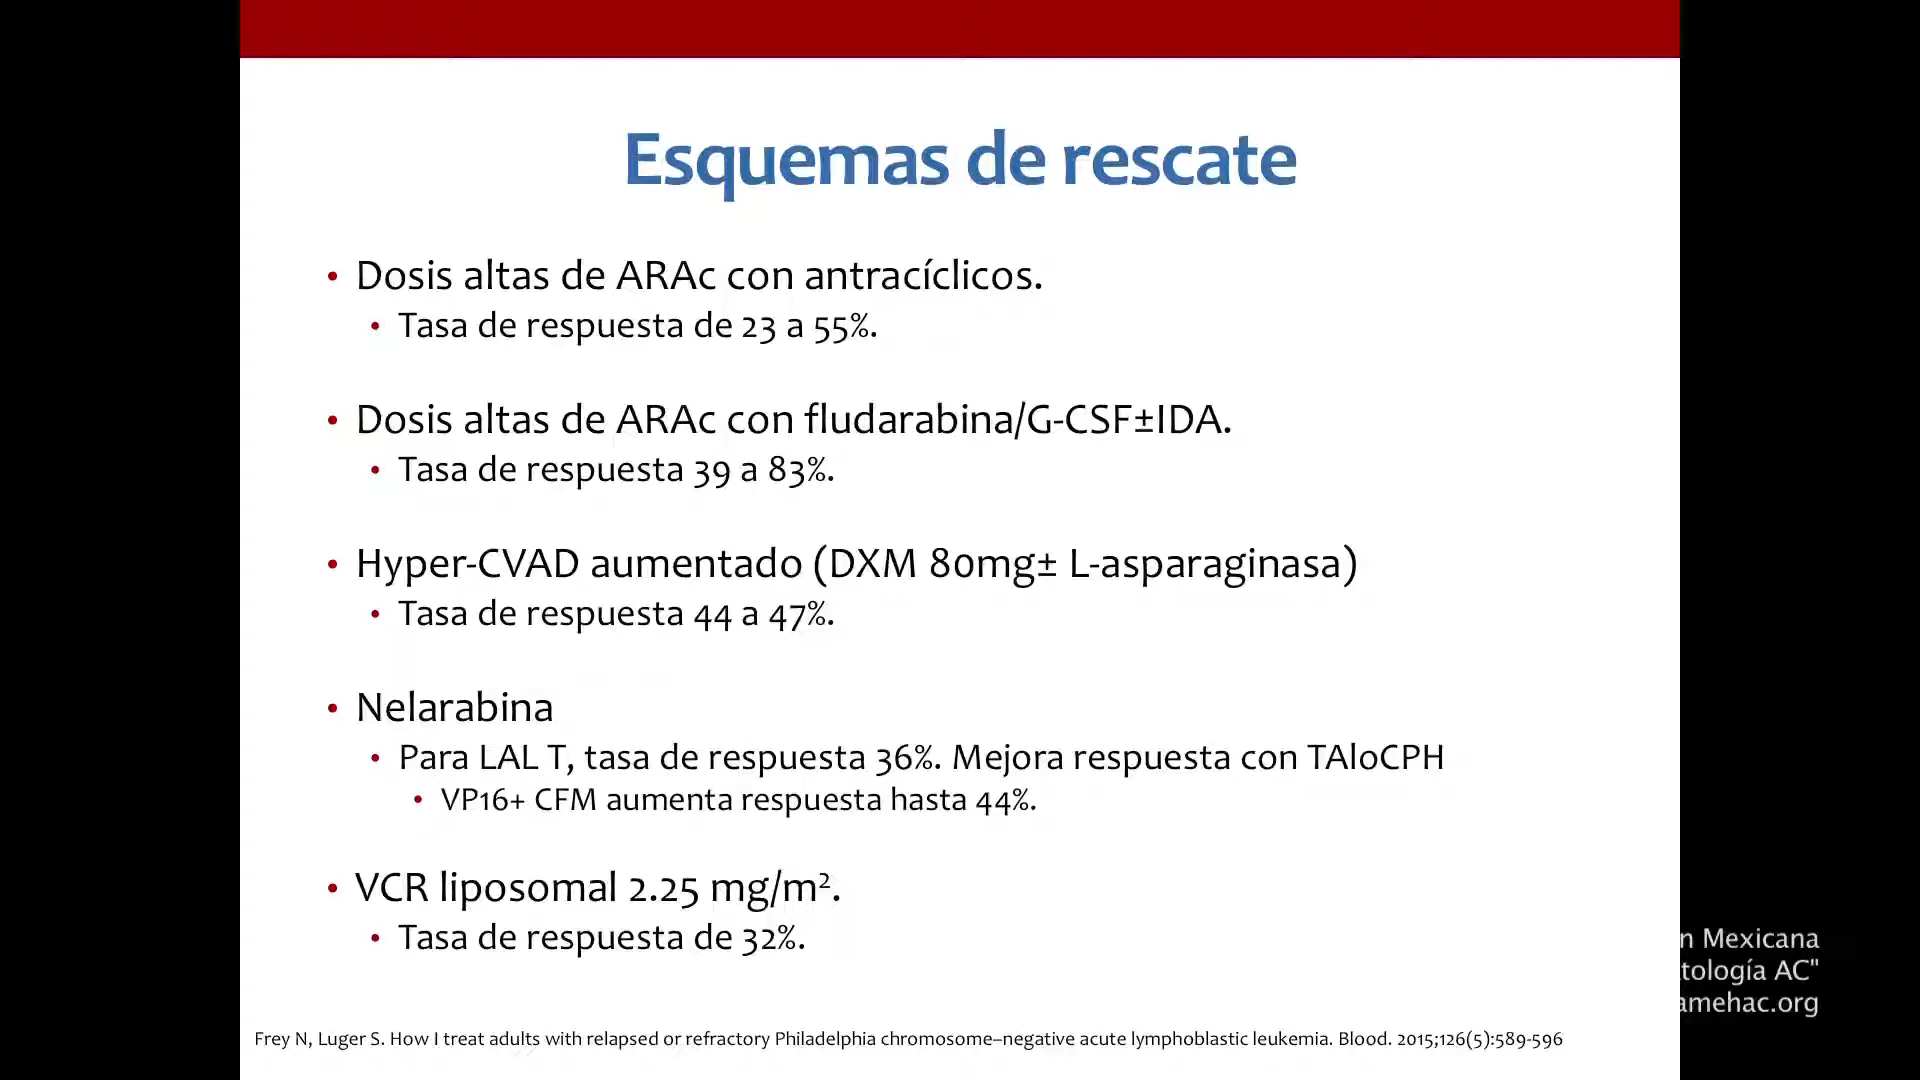 Esquemas de rescate
• Dosis altas de ARAc con antracíclicos.
• Tasa de respuesta de 23 a 55%.
• Dosis altas de ARAc con fludarabina/G-CSF±IDA.
• Tasa de respuesta 39 a 83%.
• Hyper-CVAD aumentado (DXM 80mg± L-asparaginasa)
• Tasa de respuesta 44 a 47%.
• Nelarabina
• Para LAL T, tasa de respuesta 36%. Mejora respuesta con TAloCPH
• VP16+ CFM aumenta respuesta hasta 44%.
• VCR liposomal 2.25 mg/m².
• Tasa de respuesta de 32%.
n Mexicana
tología AC"
amehac.org
Frey N, Luger S. How I treat adults with relapsed or refractory Philadelphia chromosome–negative acute lymphoblastic leukemia. Blood. 2015;126(5):589-596